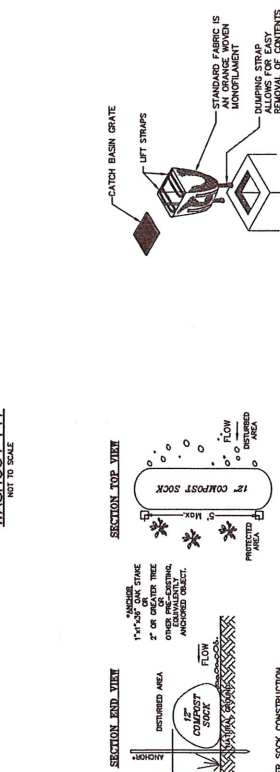 NOT TO SCALE
SECTION END VIEW
*ANCHOR
1"x1"x36" OAK STAKE
OR
2" OR GREATER TREE
OR
OTHER PRE-EXISTING,
EQUIVALENTLY
ANCHORED OBJECT.
DISTURBED AREA
ANCHOR*
12"
COMPOST
SOCK
FLOW
NATURAL GROUND
SOCK CONSTRUCTION
SECTION TOP VIEW
5' Max.
12" COMPOST SOCK
FLOW
DISTURBED
AREA
PROTECTED
AREA
CATCH BASIN GRATE
LIFT STRAPS
STANDARD FABRIC IS
AN ORANGE WOVEN
MONOFILAMENT
DUMPING STRAP
ALLOWS FOR EASY
REMOVAL OF CONTENTS